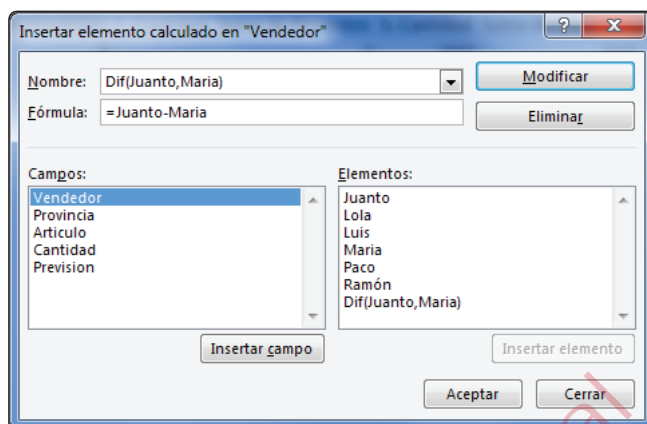 Insertar elemento calculado en "Vendedor"
Nombre: Dif(Juanto,Maria) Modificar
Fórmula: =Juanto-Maria Eliminar
Campos:
Vendedor
Provincia
Articulo
Cantidad
Prevision
Insertar campo
Elementos:
Juanto
Lola
Luis
Maria
Paco
Ramón
Dif(Juanto,Maria)
Insertar elemento
Aceptar Cerrar